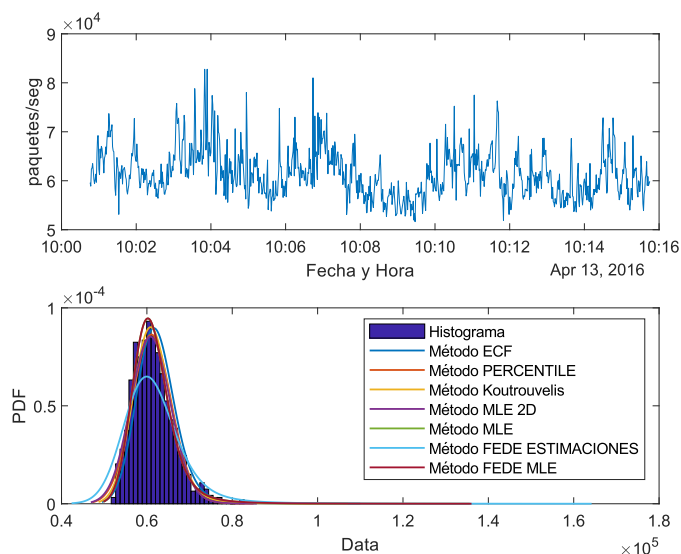 ×10⁴
9
8
7
6
5
paquetes/seg
10:00 10:02 10:04 10:06 10:08 10:10 10:12 10:14 10:16
Fecha y Hora
Apr 13, 2016
×10⁻⁴
1
0.5
0
PDF
Histograma
Método ECF
Método PERCENTILE
Método Koutrouvelis
Método MLE 2D
Método MLE
Método FEDE ESTIMACIONES
Método FEDE MLE
0.4 0.6 0.8 1 1.2 1.4 1.6 1.8
Data
×10⁵